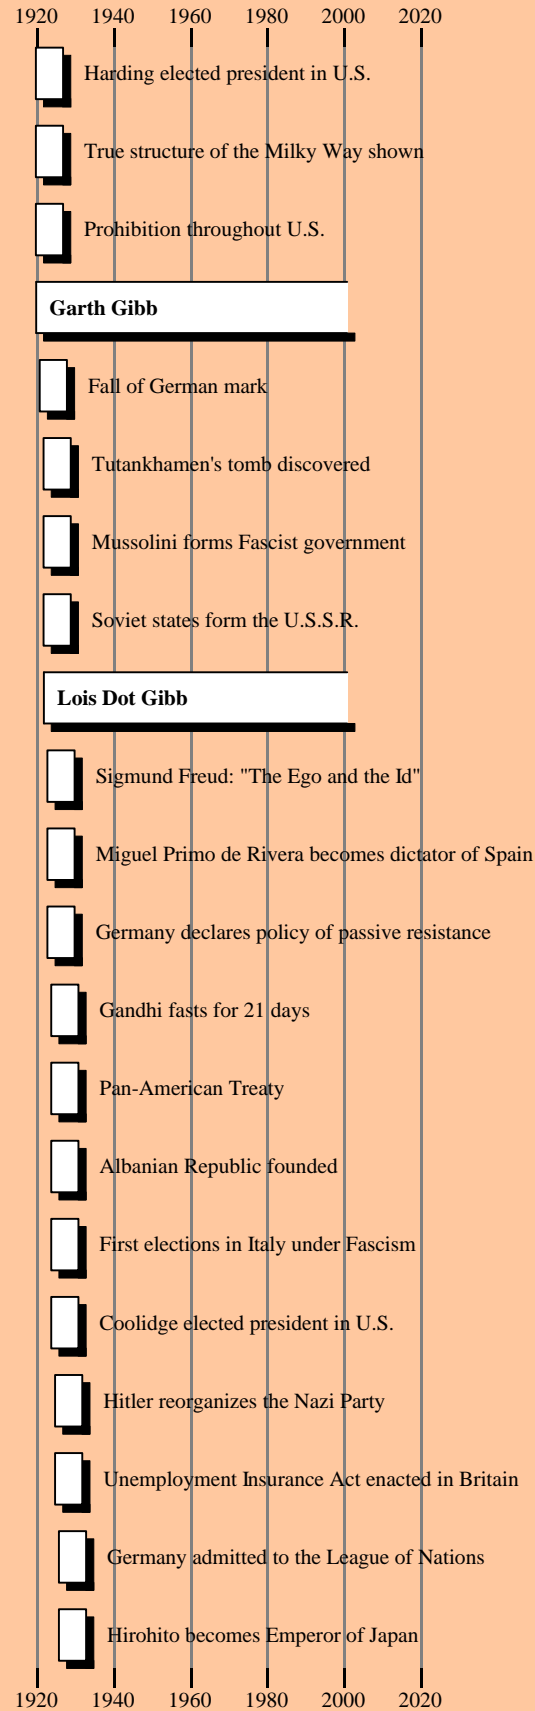 1920 1940 1960 1980 2000 2020
Harding elected president in U.S.
True structure of the Milky Way shown
Prohibition throughout U.S.
Garth Gibb
Fall of German mark
Tutankhamen's tomb discovered
Mussolini forms Fascist government
Soviet states form the U.S.S.R.
Lois Dot Gibb
Sigmund Freud: "The Ego and the Id"
Miguel Primo de Rivera becomes dictator of Spain
Germany declares policy of passive resistance
Gandhi fasts for 21 days
Pan-American Treaty
Albanian Republic founded
First elections in Italy under Fascism
Coolidge elected president in U.S.
Hitler reorganizes the Nazi Party
Unemployment Insurance Act enacted in Britain
Germany admitted to the League of Nations
Hirohito becomes Emperor of Japan
1920 1940 1960 1980 2000 2020